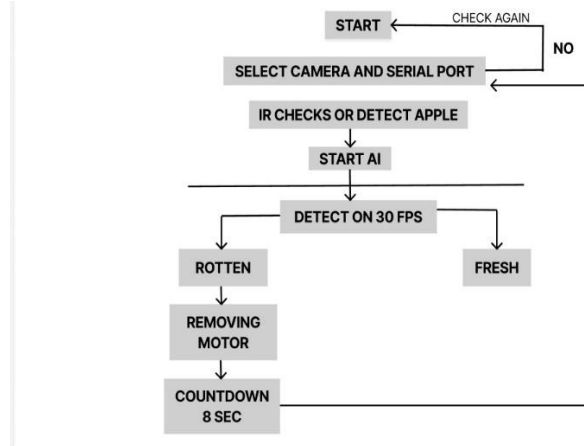 START
CHECK AGAIN
NO
SELECT CAMERA AND SERIAL PORT
IR CHECKS OR DETECT APPLE
START AI
DETECT ON 30 FPS
ROTTEN
FRESH
REMOVING
MOTOR
COUNTDOWN
8 SEC